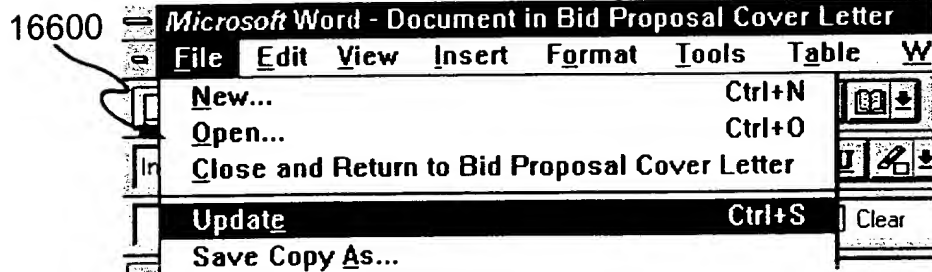 16600
Microsoft Word - Document in Bid Proposal Cover Letter
File Edit View Insert Format Tools Table W
New... Ctrl+N
Open... Ctrl+O
In Close and Return to Bid Proposal Cover Letter U
Update Ctrl+S Clear
Save Copy As...